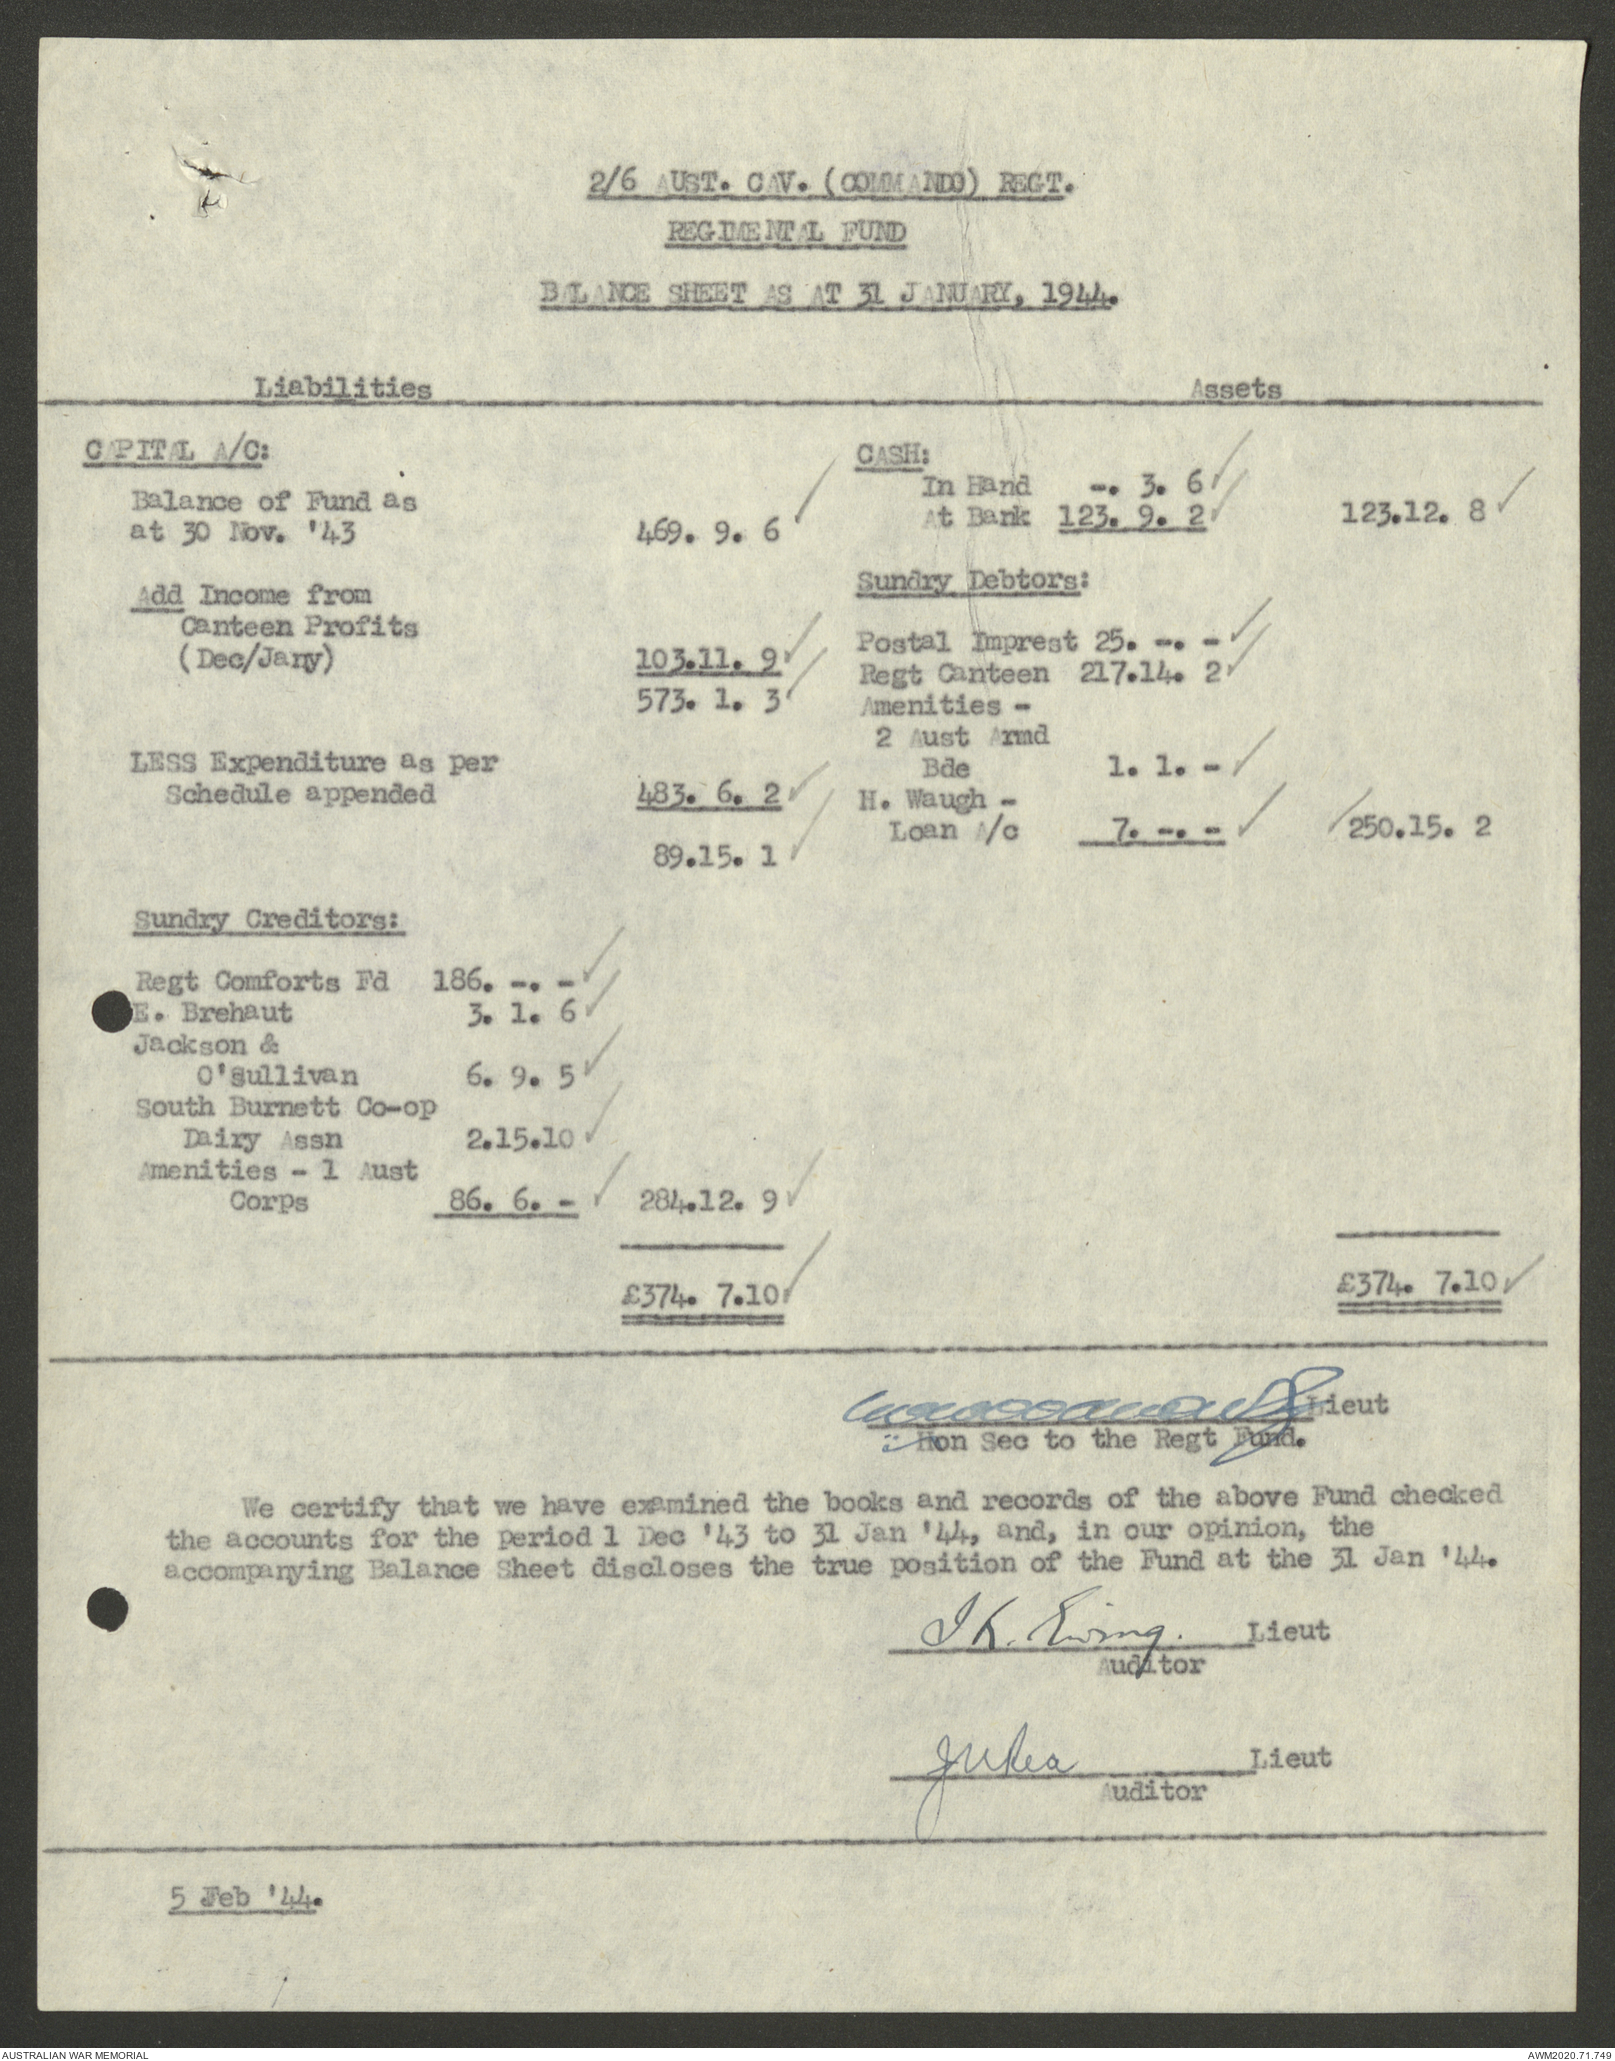 2/6 AUST. CAV. (COMMANDO) REGT.
REGIMENTAL FUND
BALANCE SHEET AS AT 31 JANUARY, 1944.
Liabilities
CAPITAL A/C:
Balance of Fund as
at 30 Nov. '43 469. 9. 6
Add Income from
Canteen Profits
(Dec/Jany) 103.11. 9
573. 1. 3
LESS Expenditure as per
Schedule appended 483. 6. 2
89.15. 1
Sundry Creditors:
Regt Comforts Fd 186. -. -
E. Brehaut 3. 1. 6
Jackson &
O'Sullivan 6. 9. 5
South Burnett Co-op
Dairy Assn 2.15.10
Amenities - 1 Aust
Corps 86. 6. - 284.12. 9
£374. 7.10
Assets
CASH:
In Hand -. 3. 6
At Bank 123. 9. 2 123.12. 8
Sundry Debtors:
Postal Imprest 25. -. -
Regt Canteen 217.14. 2
Amenities -
2 Aust Armd
Bde 1. 1. -
H. Waugh -
Loan A/c 7. -. - 250.15. 2
£374. 7.10
Lieut
Hon Sec to the Regt Fund.
We certify that we have examined the books and records of the above Fund checked
the accounts for the period 1 Dec '43 to 31 Jan '44, and, in our opinion, the
accompanying Balance Sheet discloses the true position of the Fund at the 31 Jan '44.
I K. Ewing. Lieut
Auditor
Lieut
Auditor
5 Feb '44.
AUSTRALIAN WAR MEMORIAL
AWM2020.71.749